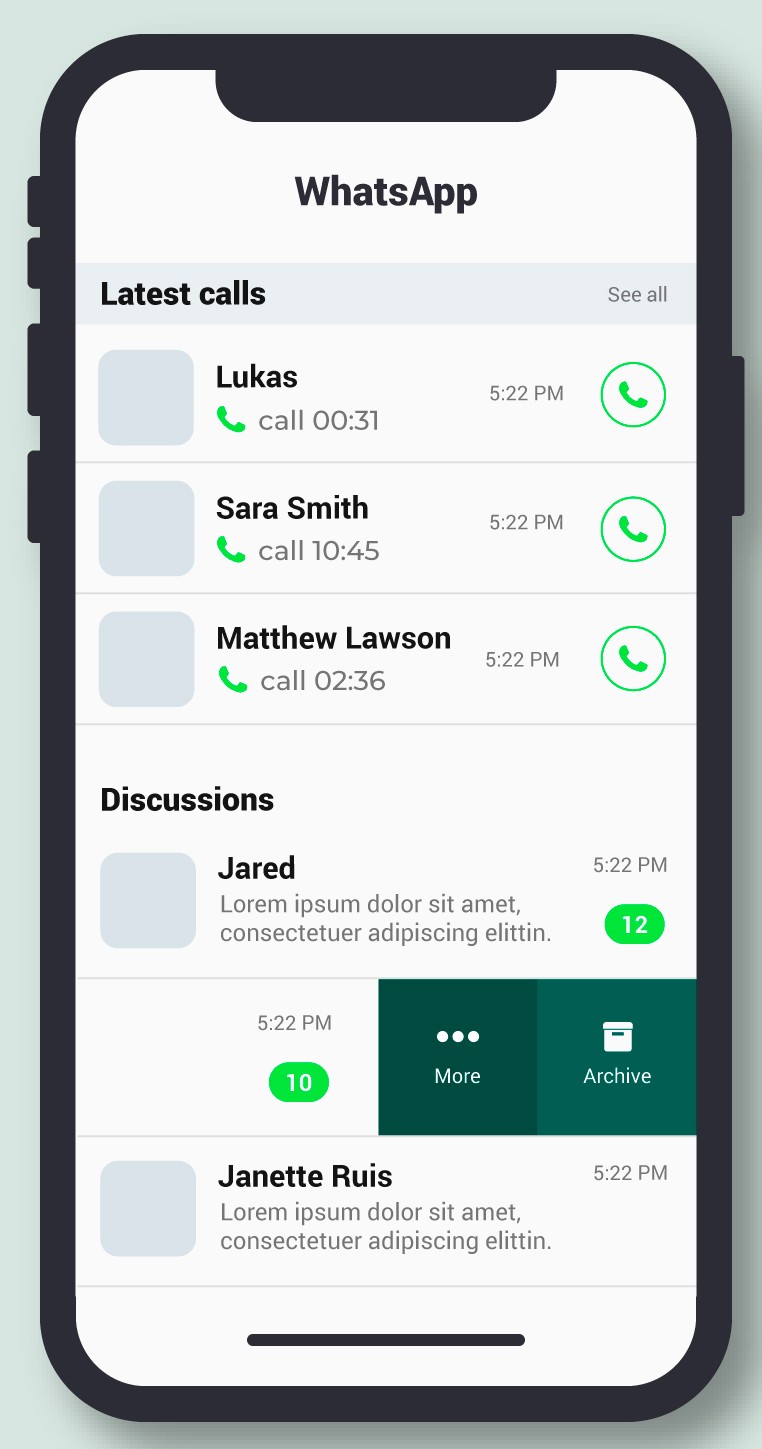 WhatsApp
Latest calls
See all
Lukas
5:22 PM
call 00:31
Sara Smith
5:22 PM
call 10:45
Matthew Lawson
5:22 PM
call 02:36
Discussions
Jared
5:22 PM
Lorem ipsum dolor sit amet,
consectetuer adipiscing elittin.
12
5:22 PM
10
More
Archive
Janette Ruis
5:22 PM
Lorem ipsum dolor sit amet,
consectetuer adipiscing elittin.